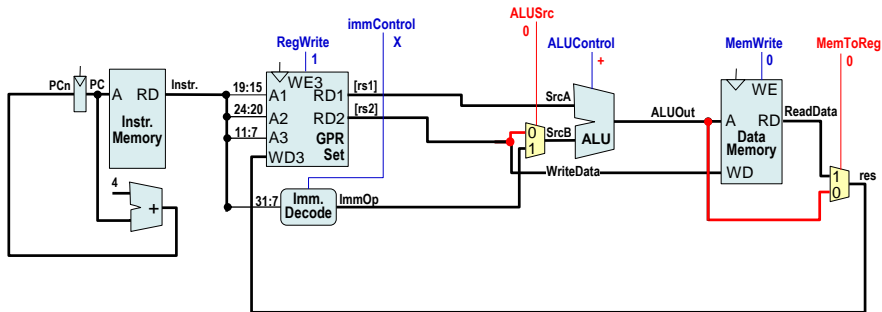 ALUSrc
0
immControl
X
RegWrite
1
ALUControl
+
MemWrite
0
MemToReg
0
PCn
PC
A RD
Instr.
Memory
Instr.
19:15
24:20
11:7
31:7
WE3
A1 RD1
A2 RD2
A3 GPR
WD3 Set
[rs1]
[rs2]
SrcA
0
1
SrcB
ALU
ALUOut
WE
A RD
Data
Memory
WD
ReadData
WriteData
1
0
res
4
+
Imm.
Decode
ImmOp